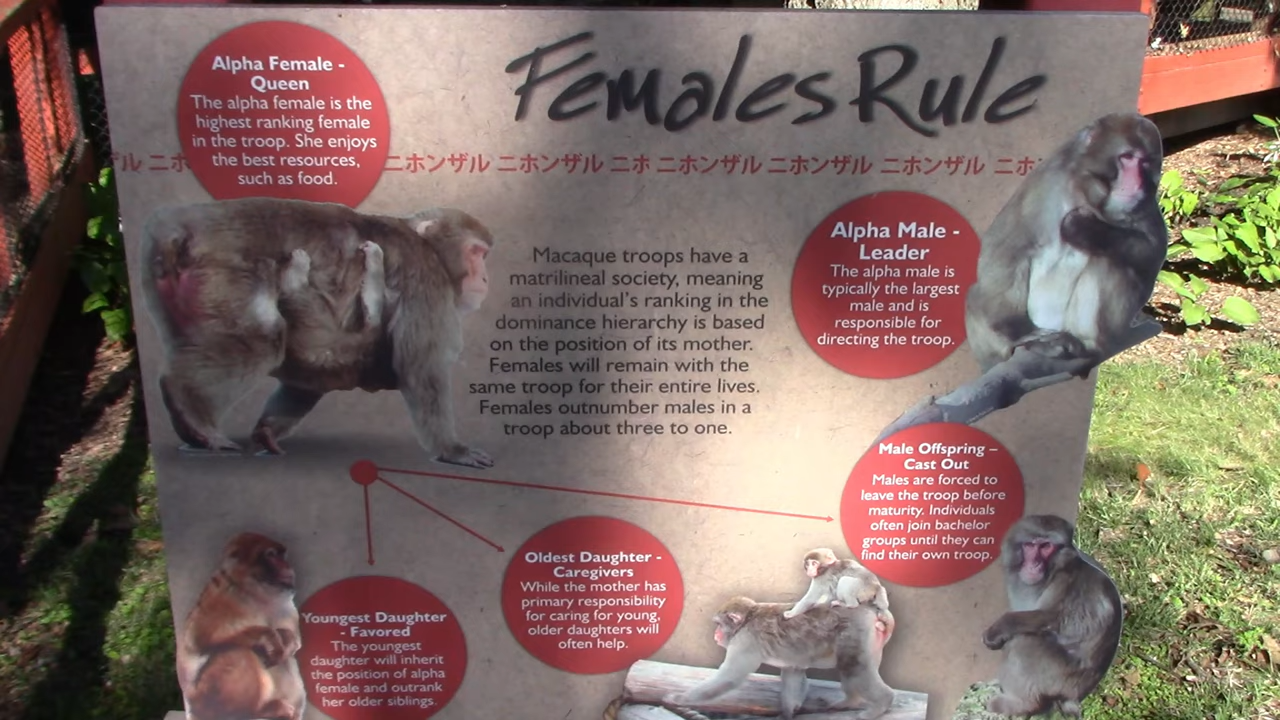 Females Rule
Alpha Female -
Queen
The alpha female is the
highest ranking female
in the troop. She enjoys
the best resources,
such as food.
ザル ニホ ニホンザル ニホンザル ニホ ニホンザル ニホンザル ニホンザル ニホ
Macaque troops have a
matrilineal society, meaning
an individual's ranking in the
dominance hierarchy is based
on the position of its mother.
Females will remain with the
same troop for their entire lives.
Females outnumber males in a
troop about three to one.
Alpha Male -
Leader
The alpha male is
typically the largest
male and is
responsible for
directing the troop.
Male Offspring –
Cast Out
Males are forced to
leave the troop before
maturity. Individuals
often join bachelor
groups until they can
find their own troop.
Oldest Daughter -
Caregivers
While the mother has
primary responsibility
for caring for young,
older daughters will
often help.
Youngest Daughter
- Favored
The youngest
daughter will inherit
the position of alpha
female and outrank
her older siblings.